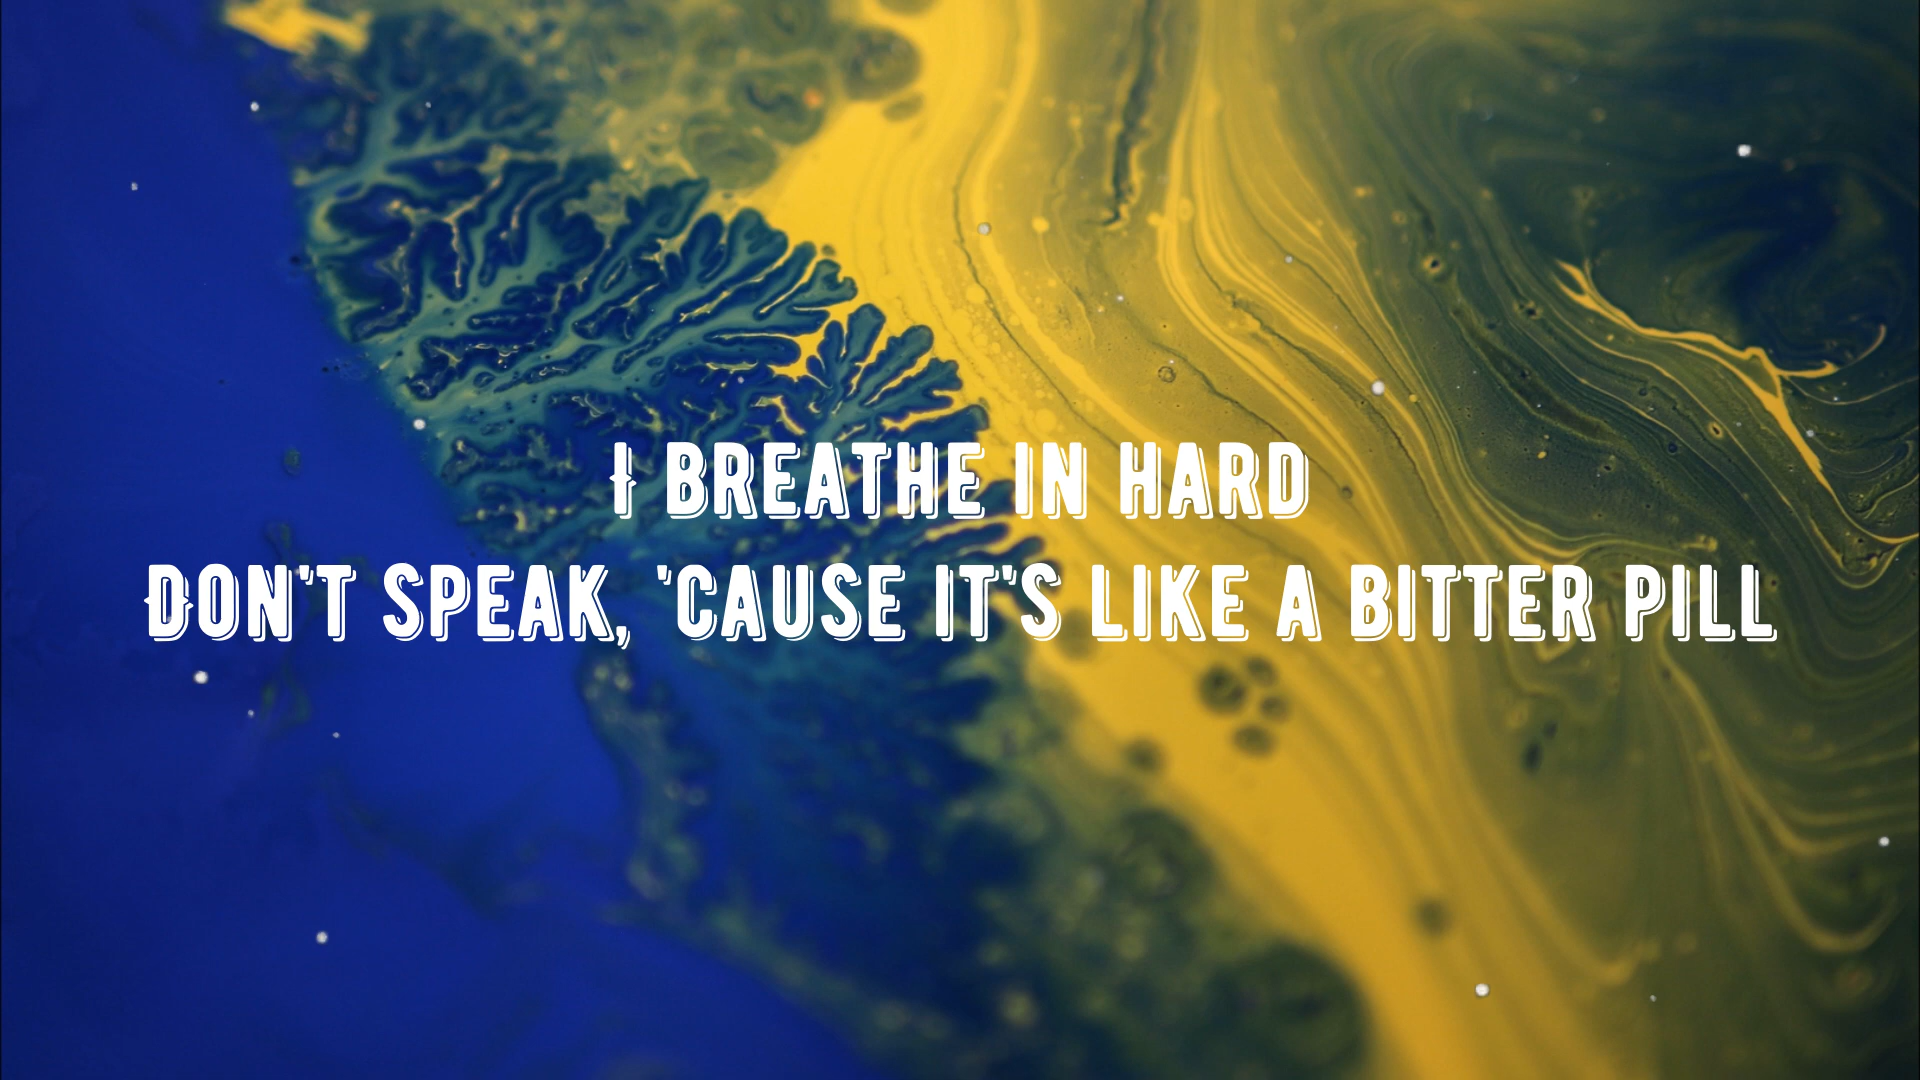 I BREATHE IN HARD
DON'T SPEAK, 'CAUSE IT'S LIKE A BITTER PILL